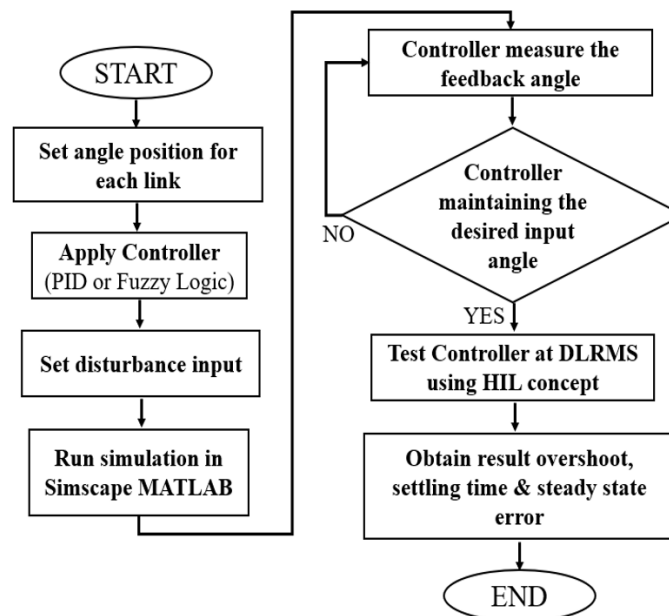 START
Set angle position for
each link
Apply Controller
(PID or Fuzzy Logic)
Set disturbance input
Run simulation in
Simscape MATLAB
Controller measure the
feedback angle
Controller
maintaining the
desired input
angle
NO
YES
Test Controller at DLRMS
using HIL concept
Obtain result overshoot,
settling time & steady state
error
END